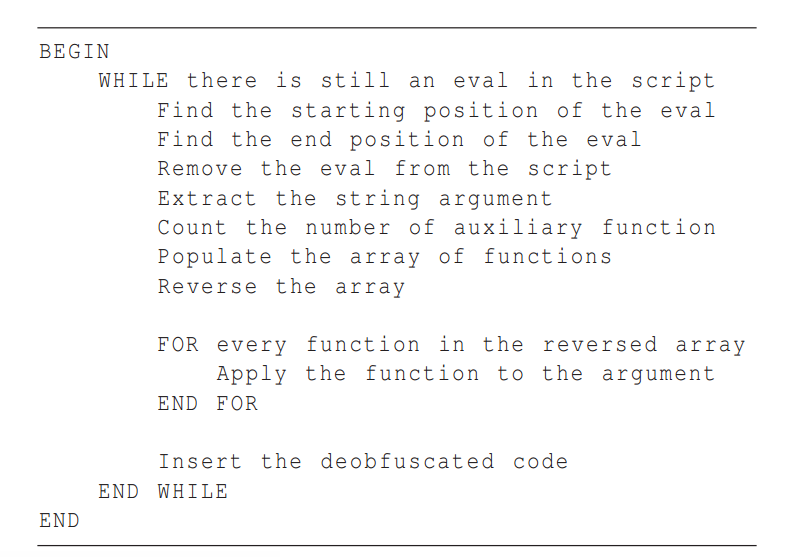 BEGIN
WHILE there is still an eval in the script
Find the starting position of the eval
Find the end position of the eval
Remove the eval from the script
Extract the string argument
Count the number of auxiliary function
Populate the array of functions
Reverse the array
FOR every function in the reversed array
Apply the function to the argument
END FOR
Insert the deobfuscated code
END WHILE
END